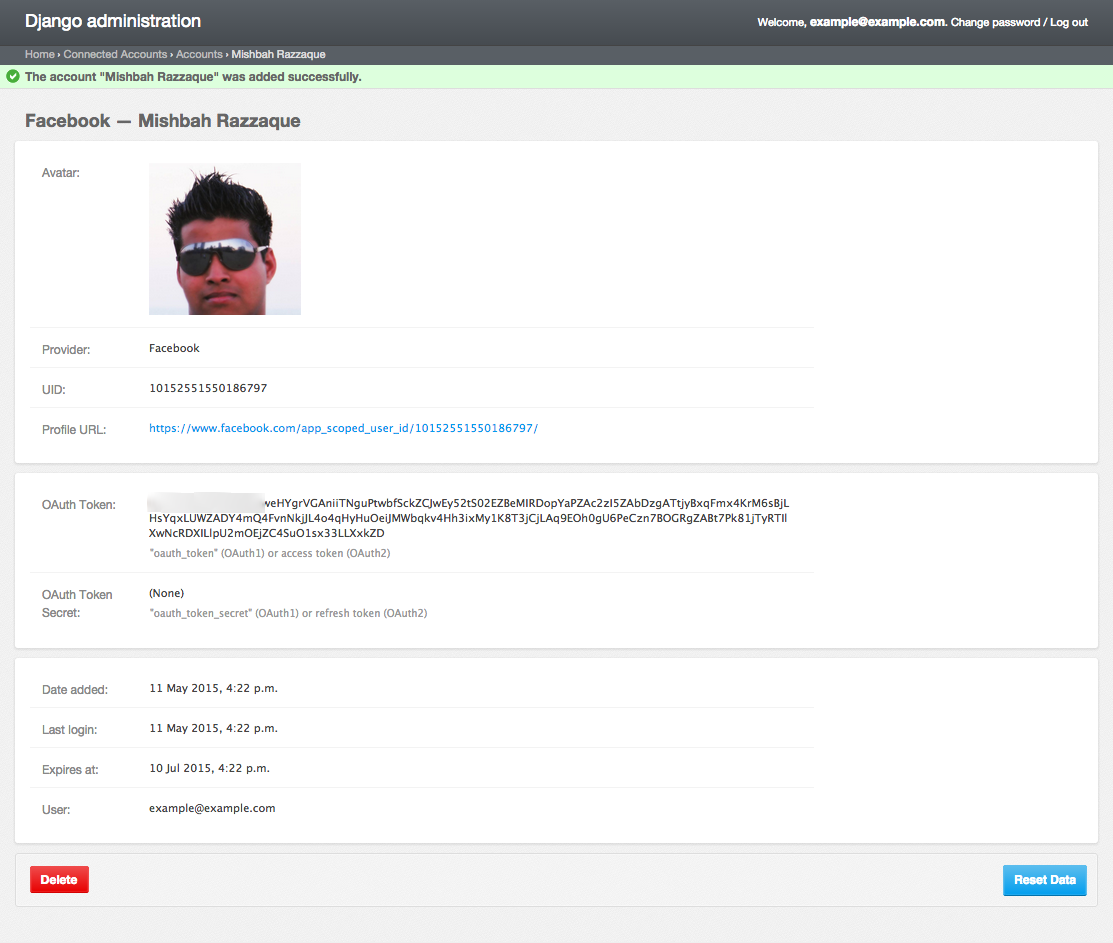 Django administration
Welcome, example@example.com. Change password / Log out
Home › Connected Accounts › Accounts › Mishbah Razzaque
The account "Mishbah Razzaque" was added successfully.
Facebook — Mishbah Razzaque
Avatar:
Provider: Facebook
UID: 10152551550186797
Profile URL: https://www.facebook.com/app_scoped_user_id/10152551550186797/
OAuth Token: weHYgrVGAniiTNguPtwbfSckZCJwEy52tS02EZBeMIRDopYaPZAc2zI5ZAbDzgATtjyBxqFmx4KrM6sBjL
HsYqxLUWZADY4mQ4FvnNkjJL4o4qHyHuOeiJMWbqkv4Hh3ixMy1K8T3jCjLAq9EOh0gU6PeCzn7BOGRgZABt7Pk81jTyRTIl
XwNcRDXILlpU2mOEjZC4SuO1sx33LLXxkZD
"oauth_token" (OAuth1) or access token (OAuth2)
OAuth Token
Secret:
(None)
"oauth_token_secret" (OAuth1) or refresh token (OAuth2)
Date added: 11 May 2015, 4:22 p.m.
Last login: 11 May 2015, 4:22 p.m.
Expires at: 10 Jul 2015, 4:22 p.m.
User: example@example.com
Delete
Reset Data